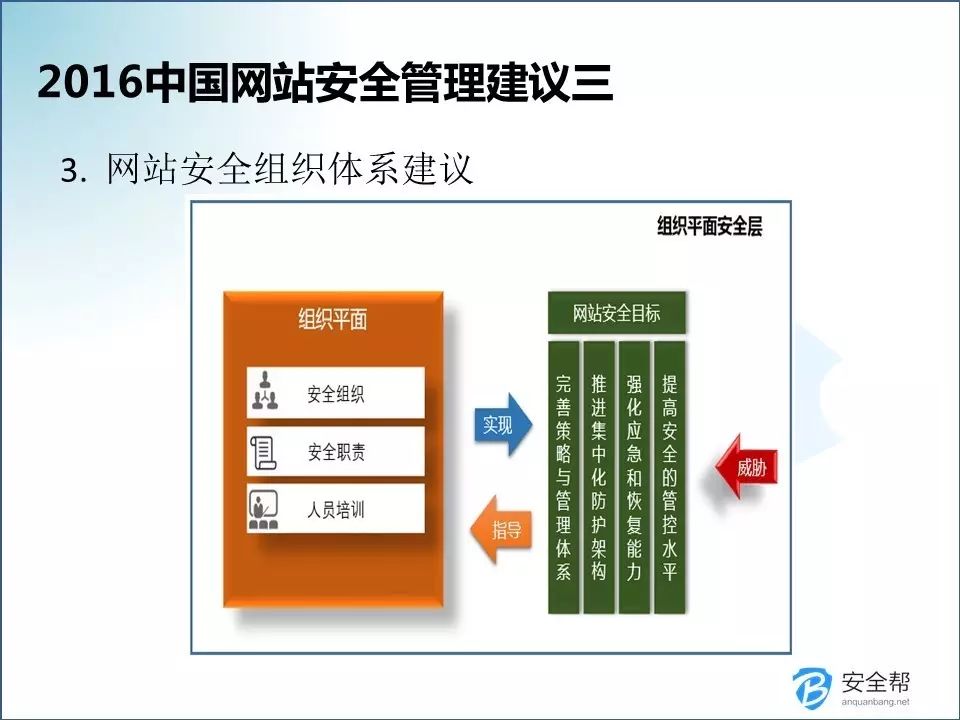 2016中国网站安全管理建议三
3. 网站安全组织体系建议
组织平面安全层
组织平面
安全组织
安全职责
人员培训
实现
指导
网站安全目标
完善策略与管理体系
推进集中化防护架构
强化应急和恢复能力
提高安全的管控水平
威胁
安全帮
anquanbang.net